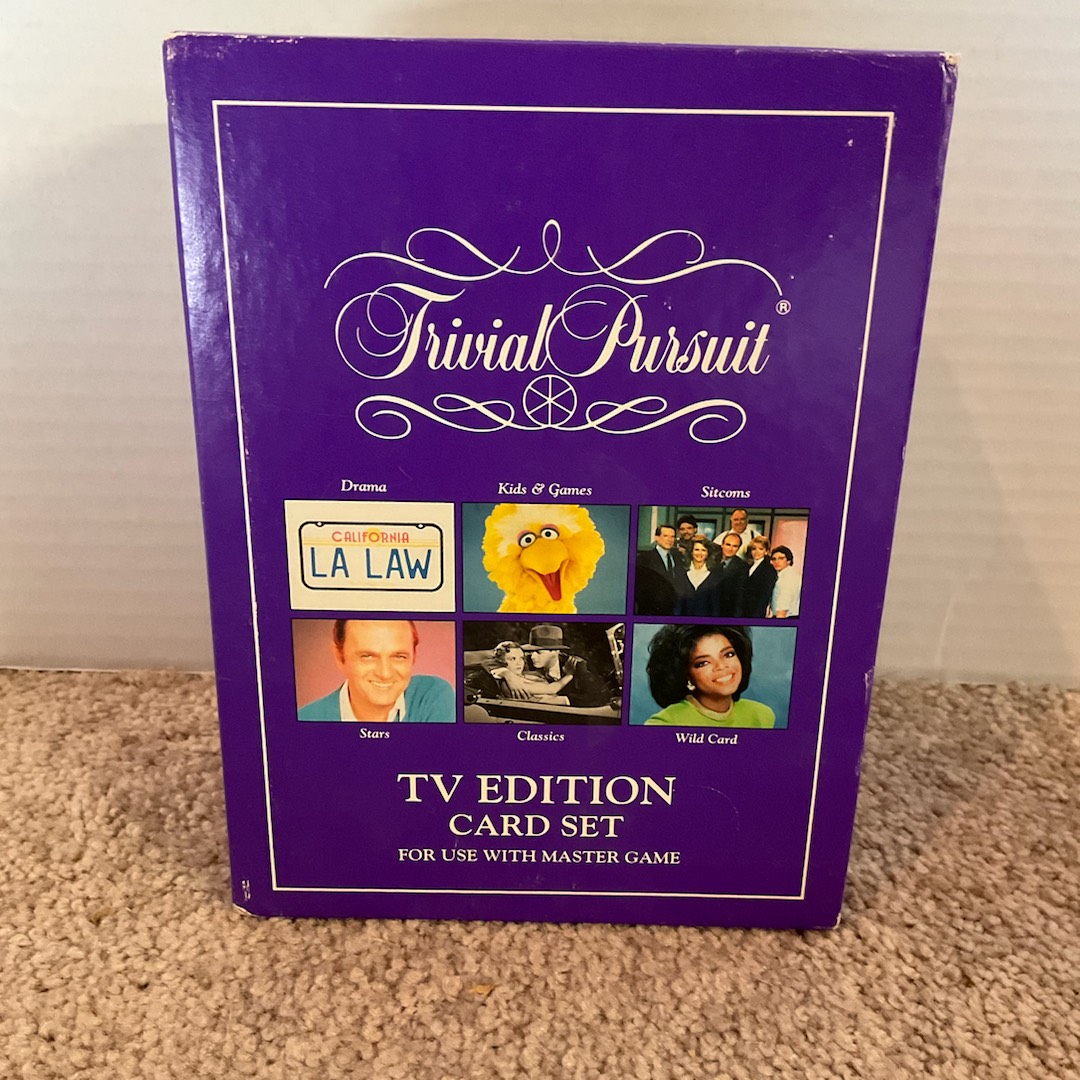 Trivial Pursuit ®
Drama Kids & Games Sitcoms
CALIFORNIA
LA LAW
Stars Classics Wild Card
TV EDITION
CARD SET
FOR USE WITH MASTER GAME